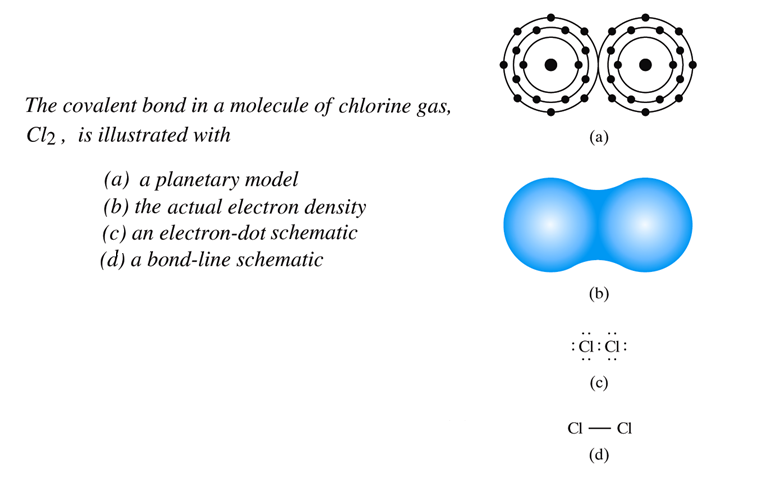 The covalent bond in a molecule of chlorine gas,
Cl2 , is illustrated with
(a) a planetary model
(b) the actual electron density
(c) an electron-dot schematic
(d) a bond-line schematic
(a)
(b)
:Cl:Cl:
(c)
Cl — Cl
(d)